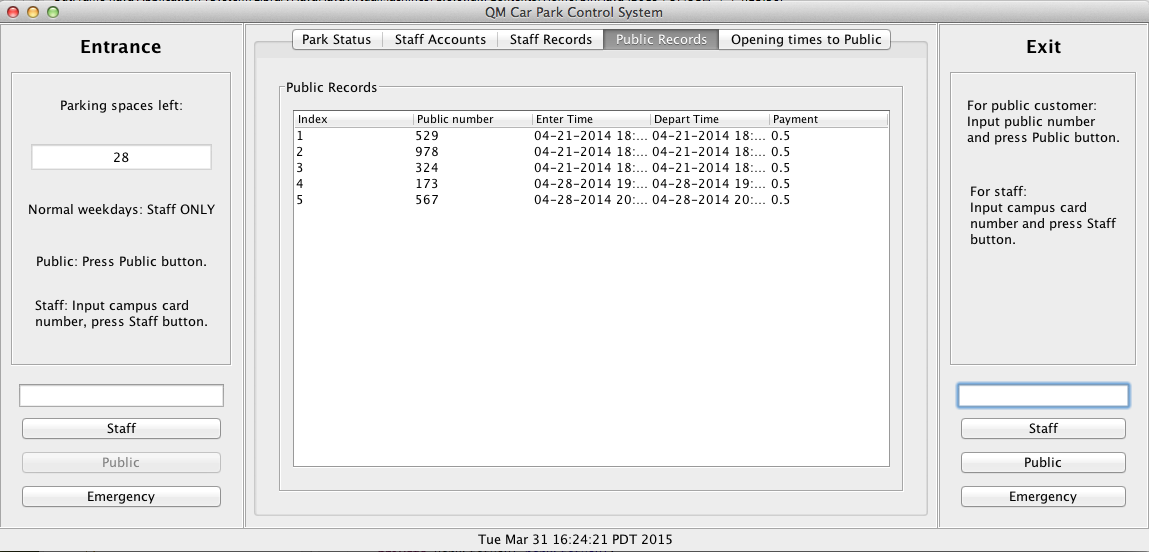 QM Car Park Control System
Entrance
Parking spaces left:
28
Normal weekdays: Staff ONLY
Public: Press Public button.
Staff: Input campus card
number, press Staff button.
Staff
Public
Emergency
Park Status Staff Accounts Staff Records Public Records Opening times to Public
Public Records
Index Public number Enter Time Depart Time Payment
1 529 04-21-2014 18:... 04-21-2014 18:... 0.5
2 978 04-21-2014 18:... 04-21-2014 18:... 0.5
3 324 04-21-2014 18:... 04-21-2014 18:... 0.5
4 173 04-28-2014 19:... 04-28-2014 19:... 0.5
5 567 04-28-2014 20:... 04-28-2014 20:... 0.5
Exit
For public customer:
Input public number
and press Public button.
For staff:
Input campus card
number and press Staff
button.
Staff
Public
Emergency
Tue Mar 31 16:24:21 PDT 2015